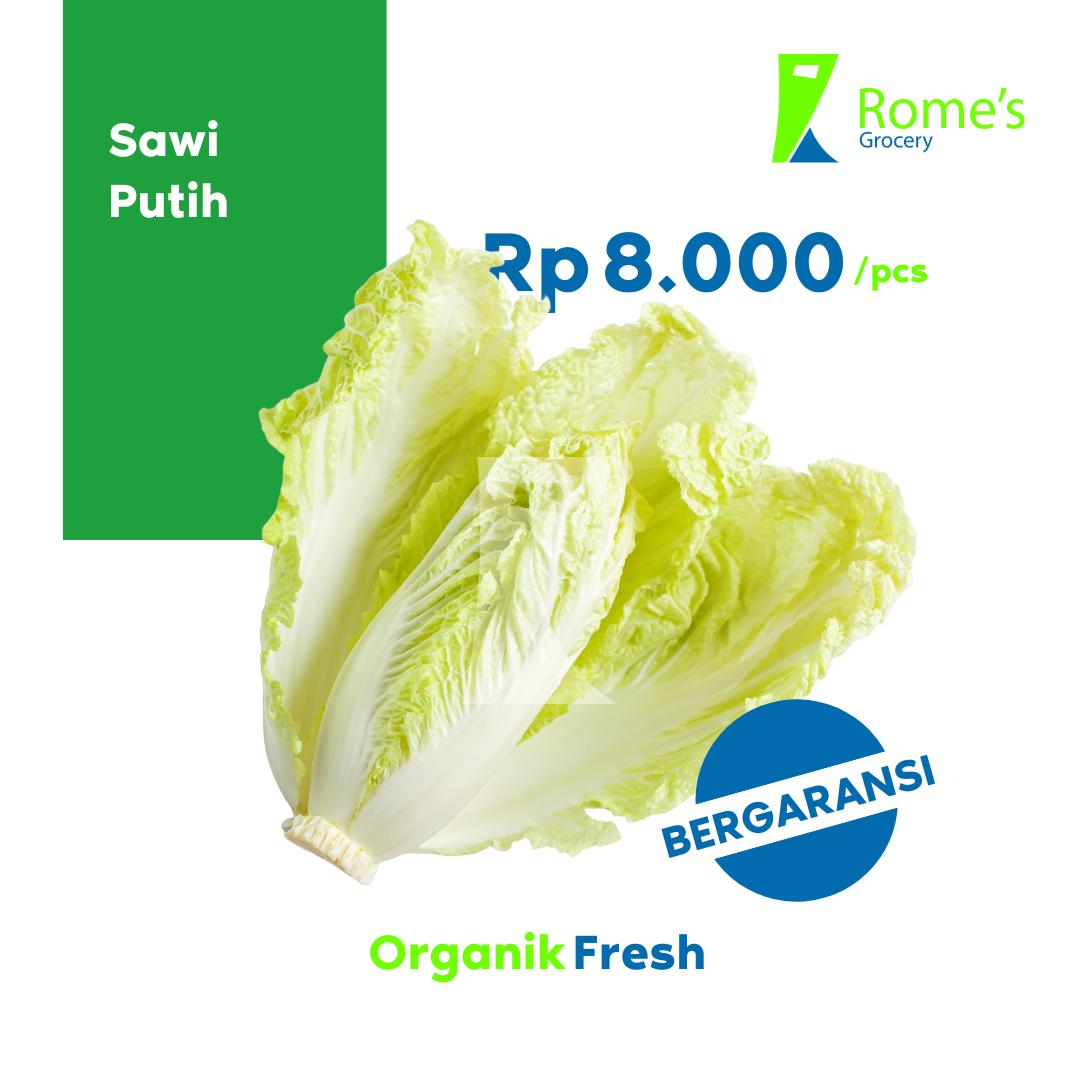 Sawi
Putih
Rome's
Grocery
Rp 8.000 /pcs
BERGARANSI
Organik Fresh